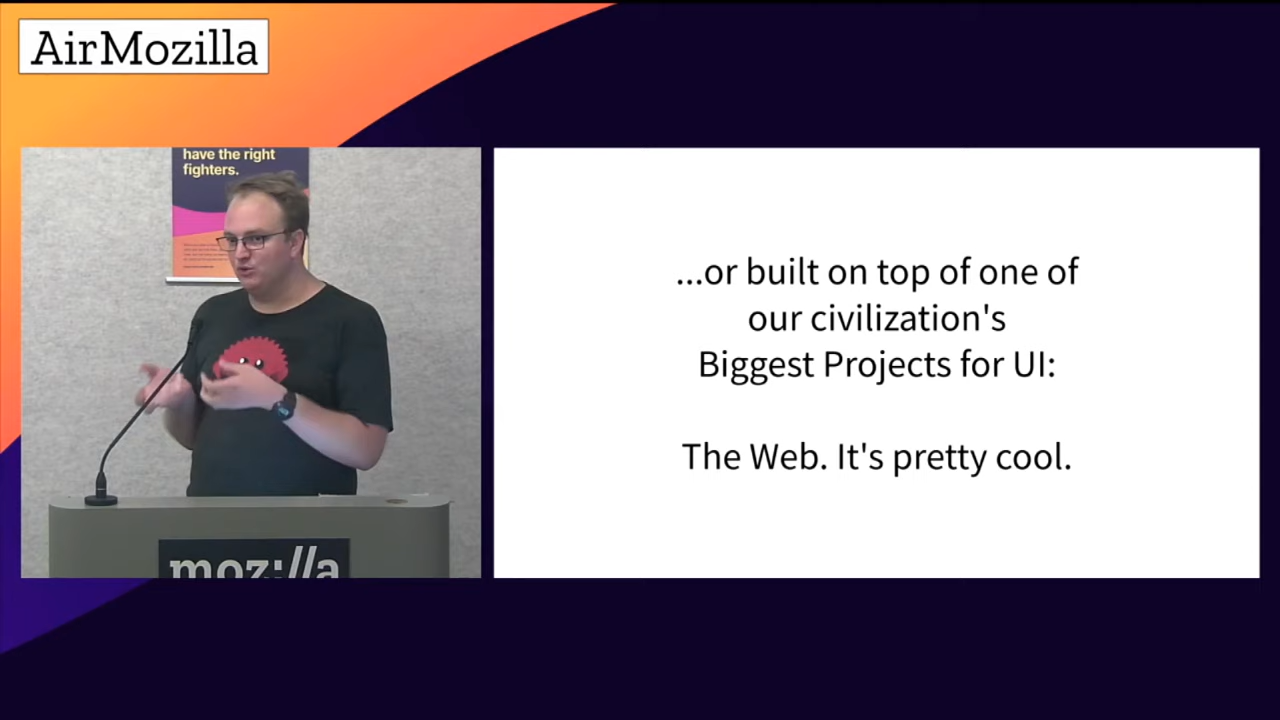 AirMozilla
have the right
fighters.
moz://a
...or built on top of one of
our civilization's
Biggest Projects for UI:
The Web. It's pretty cool.